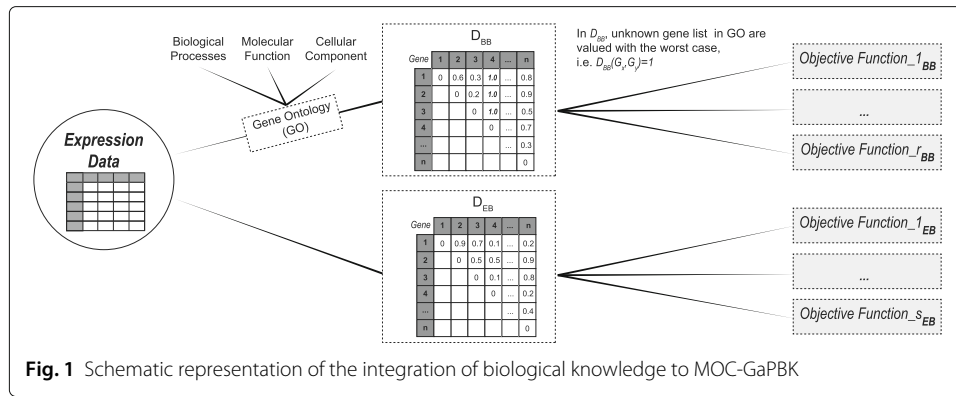 Biological
Processes
Molecular
Function
Cellular
Component
Gene Ontology
(GO)
Expression
Data
D_BB
Gene 1 2 3 4 ... n
1 0 0.6 0.3 1.0 ... 0.8
2 0 0.2 1.0 ... 0.9
3 0 1.0 ... 0.5
4 0 ... 0.7
... ... 0.3
n 0
In D_BB, unknown gene list in GO are
valued with the worst case,
i.e. D_BB(G_x,G_y)=1
Objective Function_1_BB
...
Objective Function_r_BB
D_EB
Gene 1 2 3 4 ... n
1 0 0.9 0.7 0.1 ... 0.2
2 0 0.5 0.5 ... 0.9
3 0 0.1 ... 0.8
4 0 ... 0.2
... ... 0.4
n 0
Objective Function_1_EB
...
Objective Function_s_EB
Fig. 1 Schematic representation of the integration of biological knowledge to MOC-GaPBK